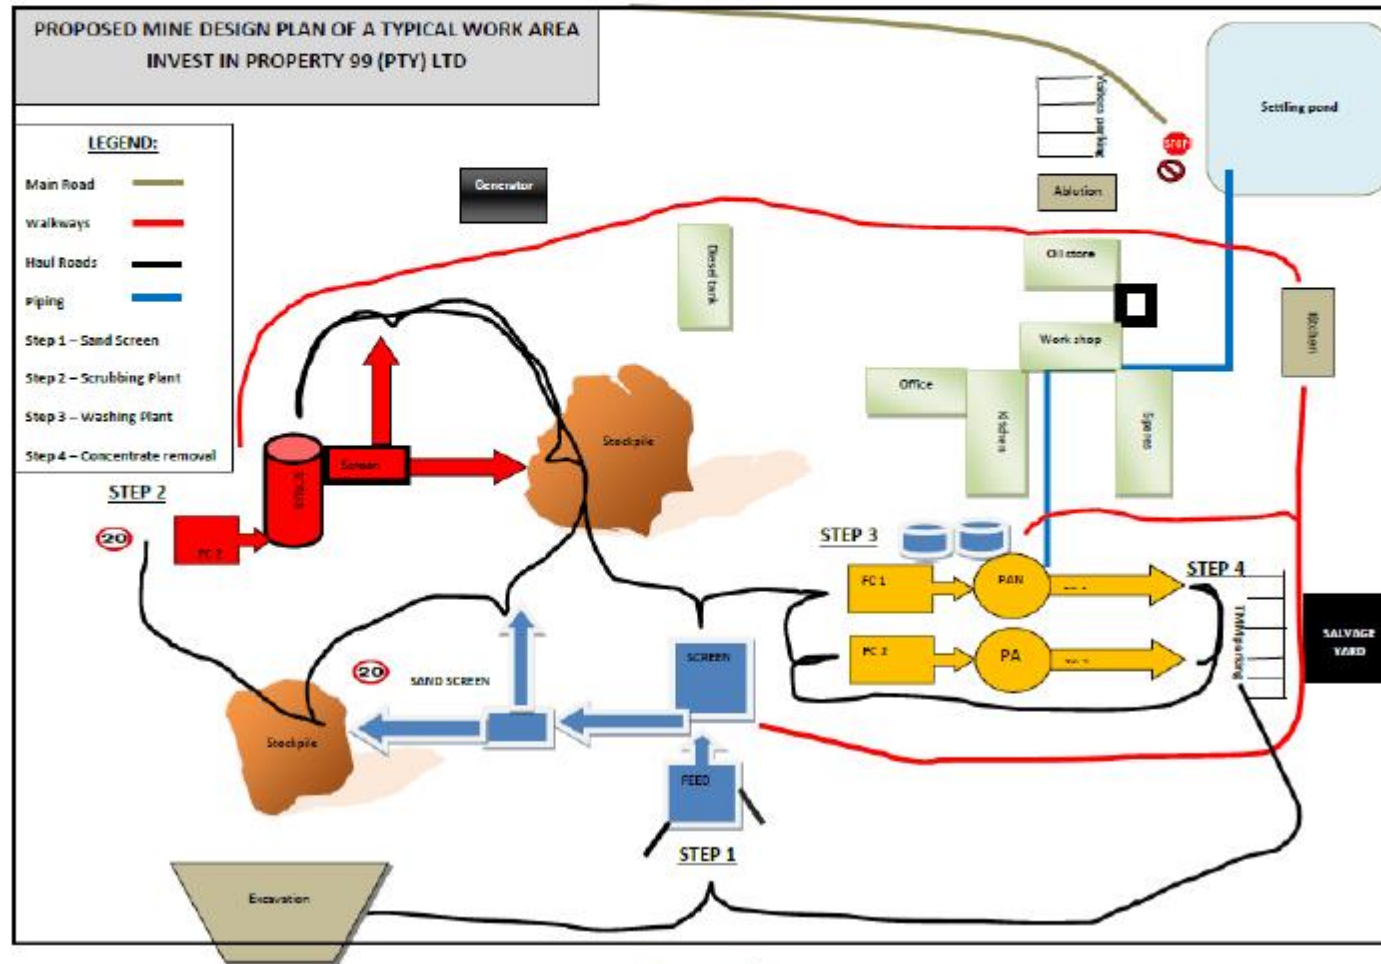 PROPOSED MINE DESIGN PLAN OF A TYPICAL WORK AREA
INVEST IN PROPERTY 99 (PTY) LTD
LEGEND:
Main Road
Walkways
Haul Roads
Piping
Step 1 – Sand Screen
Step 2 – Scrubbing Plant
Step 3 – Washing Plant
Step 4 – Concentrate removal
Visitors parking
STOP
Settling pond
Generator
Ablution
Diesel tank
Oil store
Kitchen
Work shop
Office
Kitchen
Spares
Stockpile
Screen
STEP 2
20
FC 2
STEP 3
STEP 4
FC 1
PAN
FC 2
PA
TMM parking
SALVAGE
YARD
20
SAND SCREEN
SCREEN
Stockpile
FEED
STEP 1
Excavation